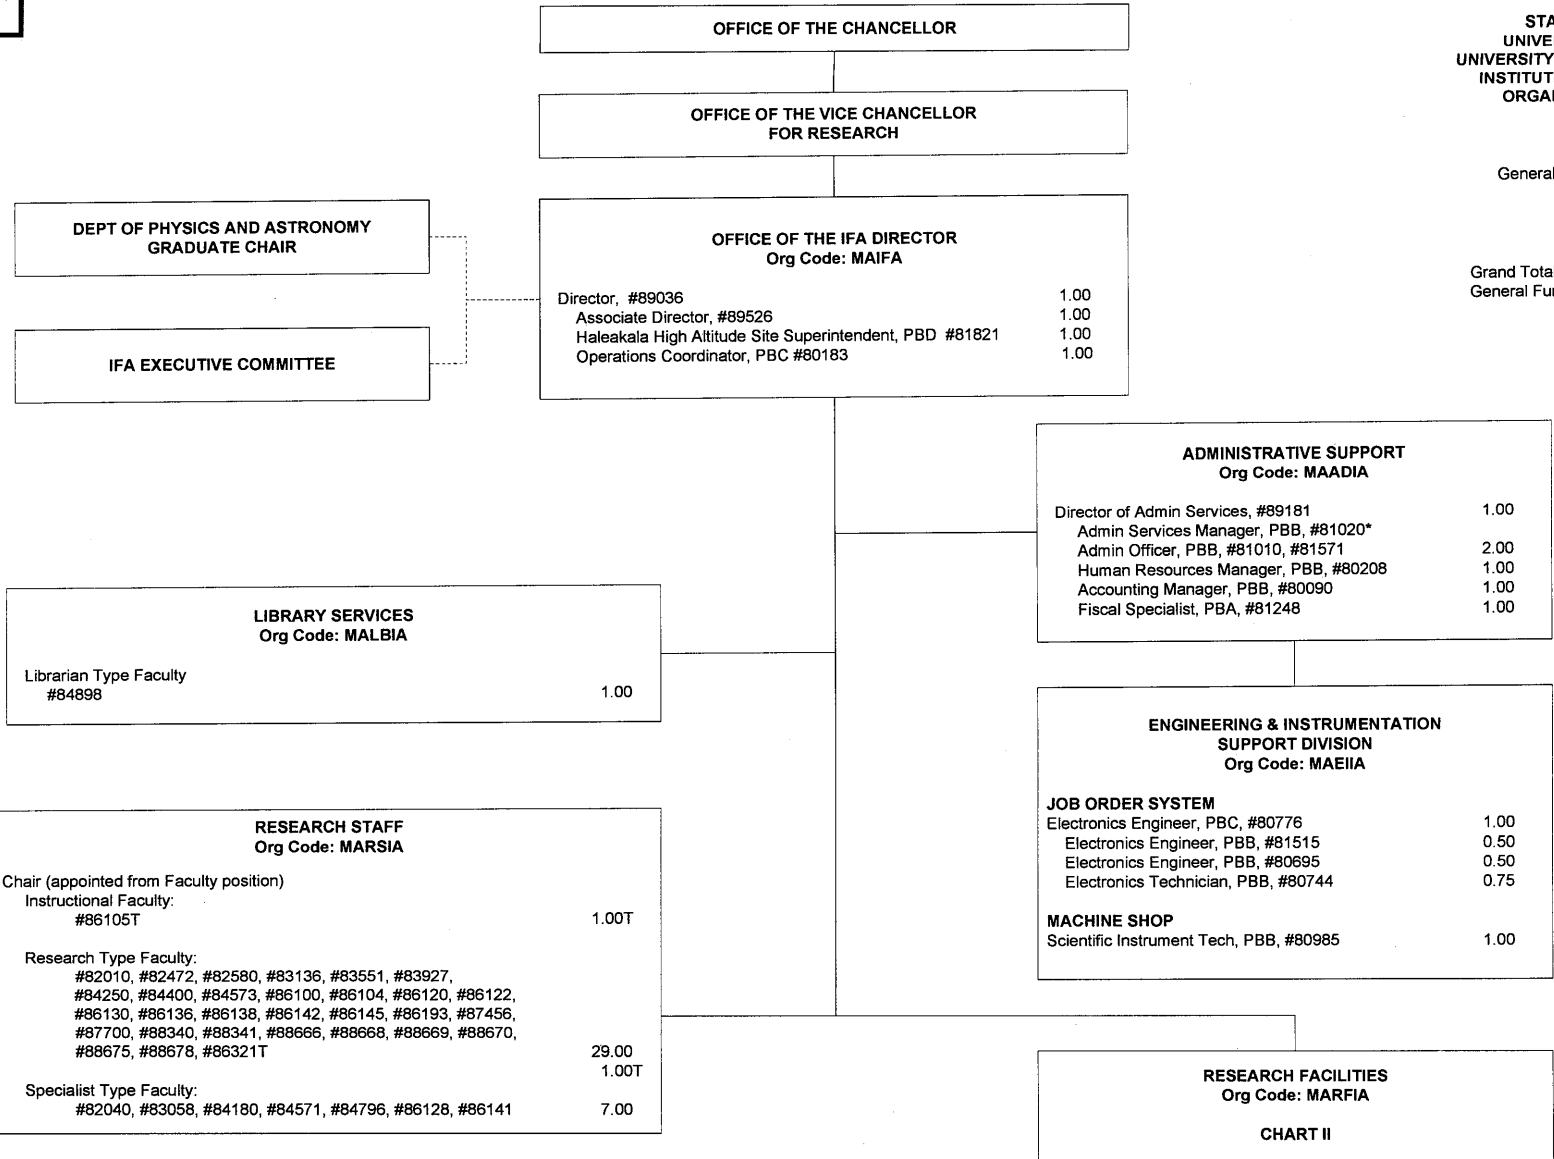 OFFICE OF THE CHANCELLOR
STA
UNIVE
UNIVERSITY
INSTITUT
ORGAI
OFFICE OF THE VICE CHANCELLOR
FOR RESEARCH
General
DEPT OF PHYSICS AND ASTRONOMY
GRADUATE CHAIR
OFFICE OF THE IFA DIRECTOR
Org Code: MAIFA
Director, #89036 1.00
Associate Director, #89526 1.00
Haleakala High Altitude Site Superintendent, PBD #81821 1.00
Operations Coordinator, PBC #80183 1.00
Grand Tota
General Fu
IFA EXECUTIVE COMMITTEE
ADMINISTRATIVE SUPPORT
Org Code: MAADIA
Director of Admin Services, #89181 1.00
Admin Services Manager, PBB, #81020*
Admin Officer, PBB, #81010, #81571 2.00
Human Resources Manager, PBB, #80208 1.00
Accounting Manager, PBB, #80090 1.00
Fiscal Specialist, PBA, #81248 1.00
LIBRARY SERVICES
Org Code: MALBIA
Librarian Type Faculty
#84898 1.00
ENGINEERING & INSTRUMENTATION
SUPPORT DIVISION
Org Code: MAEIIA
JOB ORDER SYSTEM
Electronics Engineer, PBC, #80776 1.00
Electronics Engineer, PBB, #81515 0.50
Electronics Engineer, PBB, #80695 0.50
Electronics Technician, PBB, #80744 0.75
MACHINE SHOP
Scientific Instrument Tech, PBB, #80985 1.00
RESEARCH STAFF
Org Code: MARSIA
Chair (appointed from Faculty position)
Instructional Faculty:
#86105T 1.00T
Research Type Faculty:
#82010, #82472, #82580, #83136, #83551, #83927,
#84250, #84400, #84573, #86100, #86104, #86120, #86122,
#86130, #86136, #86138, #86142, #86145, #86193, #87456,
#87700, #88340, #88341, #88666, #88668, #88669, #88670,
#88675, #88678, #86321T 29.00
1.00T
Specialist Type Faculty:
#82040, #83058, #84180, #84571, #84796, #86128, #86141 7.00
RESEARCH FACILITIES
Org Code: MARFIA
CHART II